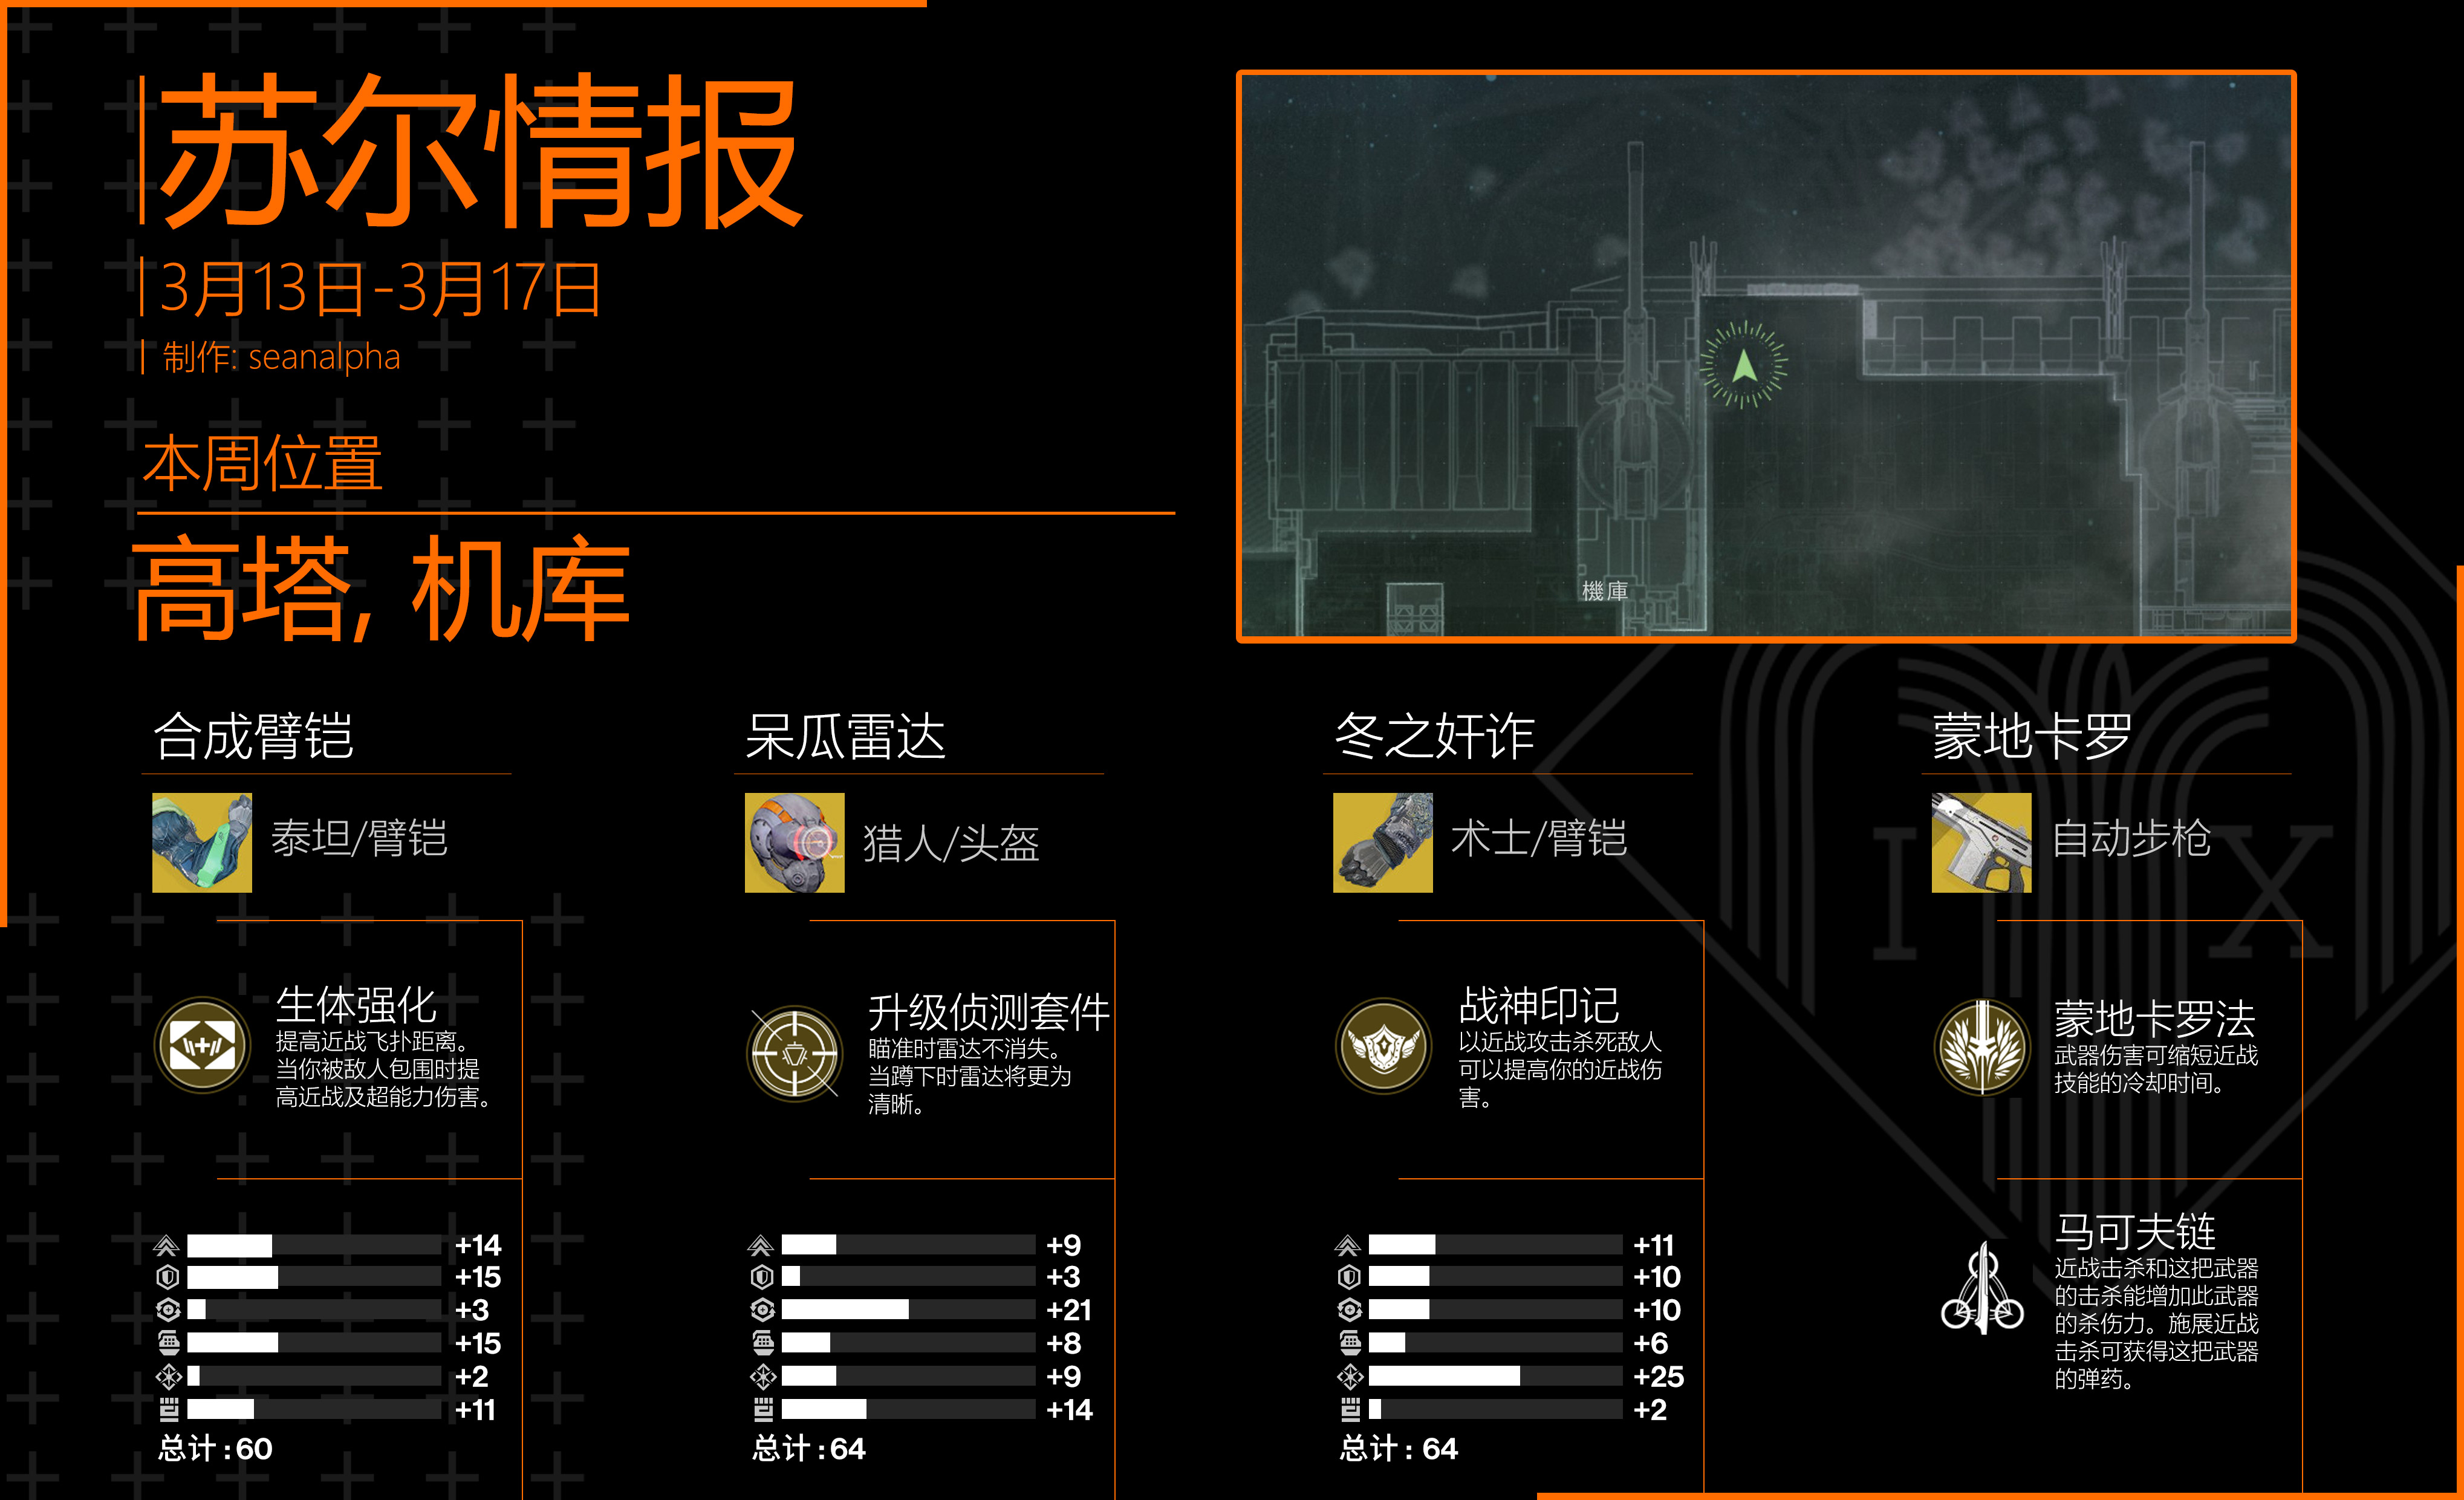 苏尔情报
3月13日-3月17日
制作: seanalpha
本周位置
高塔, 机库
機庫
合成臂铠
泰坦/臂铠
生体强化
提高近战飞扑距离。
当你被敌人包围时提
高近战及超能力伤害。
+14
+15
+3
+15
+2
+11
总计:60
呆瓜雷达
猎人/头盔
升级侦测套件
瞄准时雷达不消失。
当蹲下时雷达将更为
清晰。
+9
+3
+21
+8
+9
+14
总计:64
冬之奸诈
术士/臂铠
战神印记
以近战攻击杀死敌人
可以提高你的近战伤
害。
+11
+10
+10
+6
+25
+2
总计: 64
蒙地卡罗
自动步枪
蒙地卡罗法
武器伤害可缩短近战
技能的冷却时间。
马可夫链
近战击杀和这把武器
的击杀能增加此武器
的杀伤力。施展近战
击杀可获得这把武器
的弹药。
I X